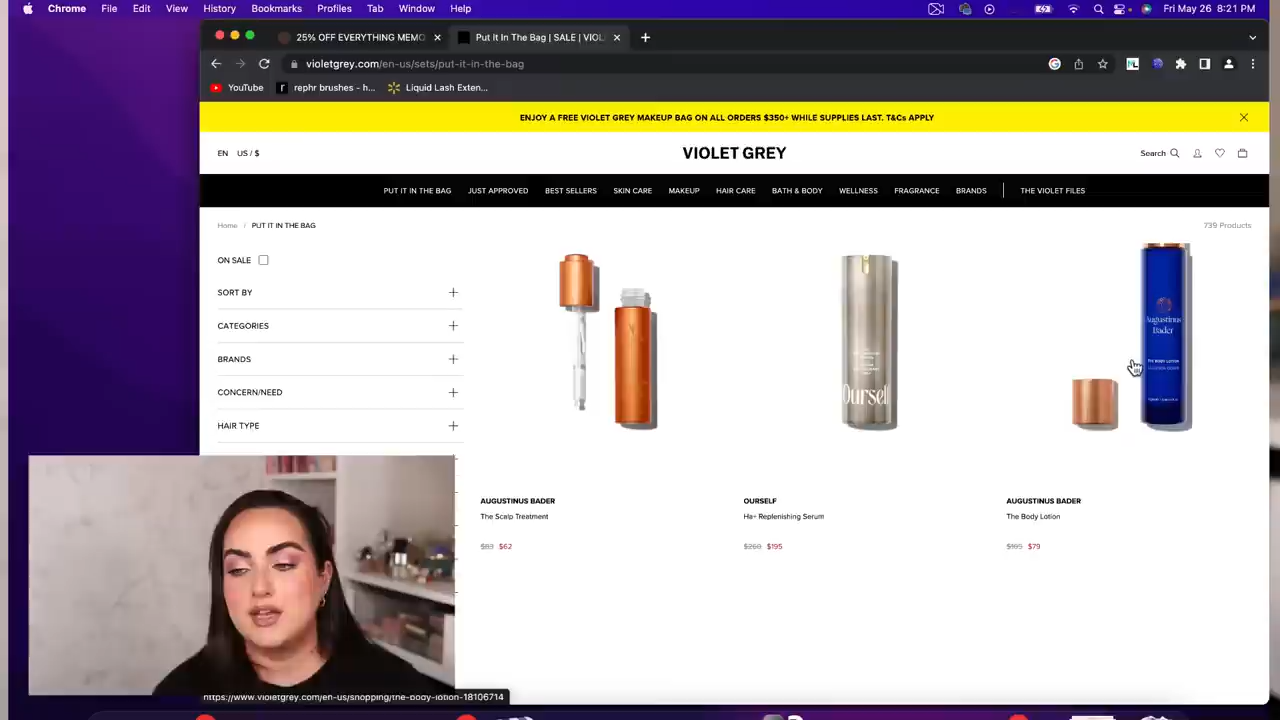 Chrome File Edit View History Bookmarks Profiles Tab Window Help Fri May 26 8:21 PM
25% OFF EVERYTHING MEMO
Put It In The Bag | SALE | VIOL
violetgrey.com/en-us/sets/put-it-in-the-bag
YouTube
rephr brushes - h...
Liquid Lash Exten...
ENJOY A FREE VIOLET GREY MAKEUP BAG ON ALL ORDERS $350+ WHILE SUPPLIES LAST. T&Cs APPLY
EN US / $
VIOLET GREY
Search
PUT IT IN THE BAG JUST APPROVED BEST SELLERS SKIN CARE MAKEUP HAIR CARE BATH & BODY WELLNESS FRAGRANCE BRANDS THE VIOLET FILES
Home / PUT IT IN THE BAG
739 Products
ON SALE
SORT BY
CATEGORIES
BRANDS
CONCERN/NEED
HAIR TYPE
Ourself
Augustinus
Bader
THE BODY LOTION
AUGUSTINUS BADER
The Scalp Treatment
$83 $62
OURSELF
Ha+ Replenishing Serum
$260 $195
AUGUSTINUS BADER
The Body Lotion
$105 $79
https://www.violetgrey.com/en-us/shopping/the-body-lotion-18106714